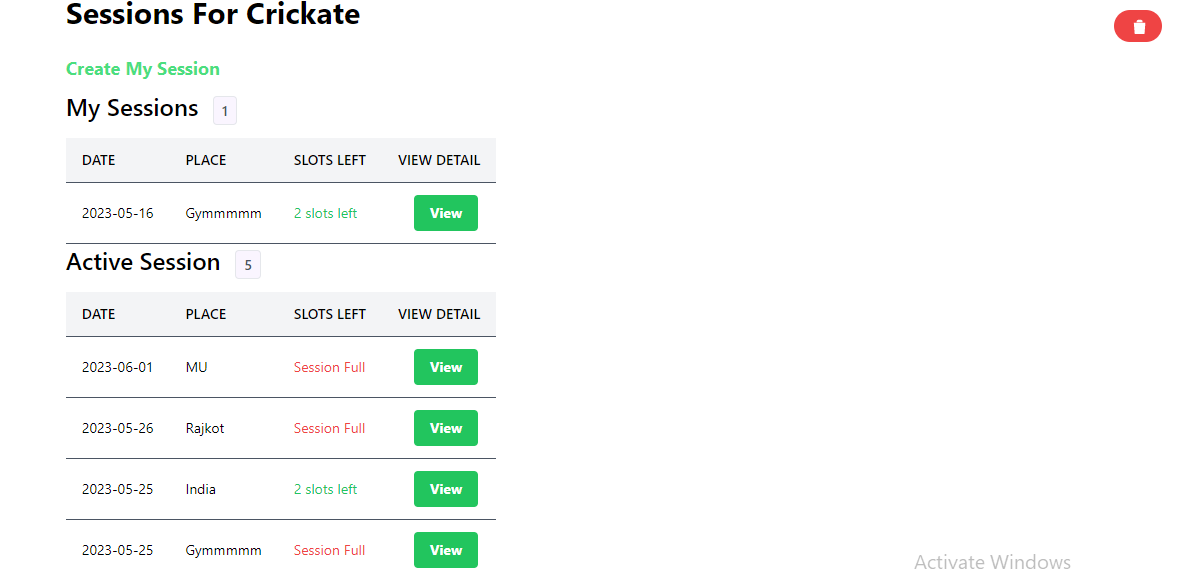 Sessions For Crickate
Create My Session
My Sessions 1
DATE PLACE SLOTS LEFT VIEW DETAIL
2023-05-16 Gymmmmm 2 slots left View
Active Session 5
DATE PLACE SLOTS LEFT VIEW DETAIL
2023-06-01 MU Session Full View
2023-05-26 Rajkot Session Full View
2023-05-25 India 2 slots left View
2023-05-25 Gymmmmm Session Full View
Activate Windows